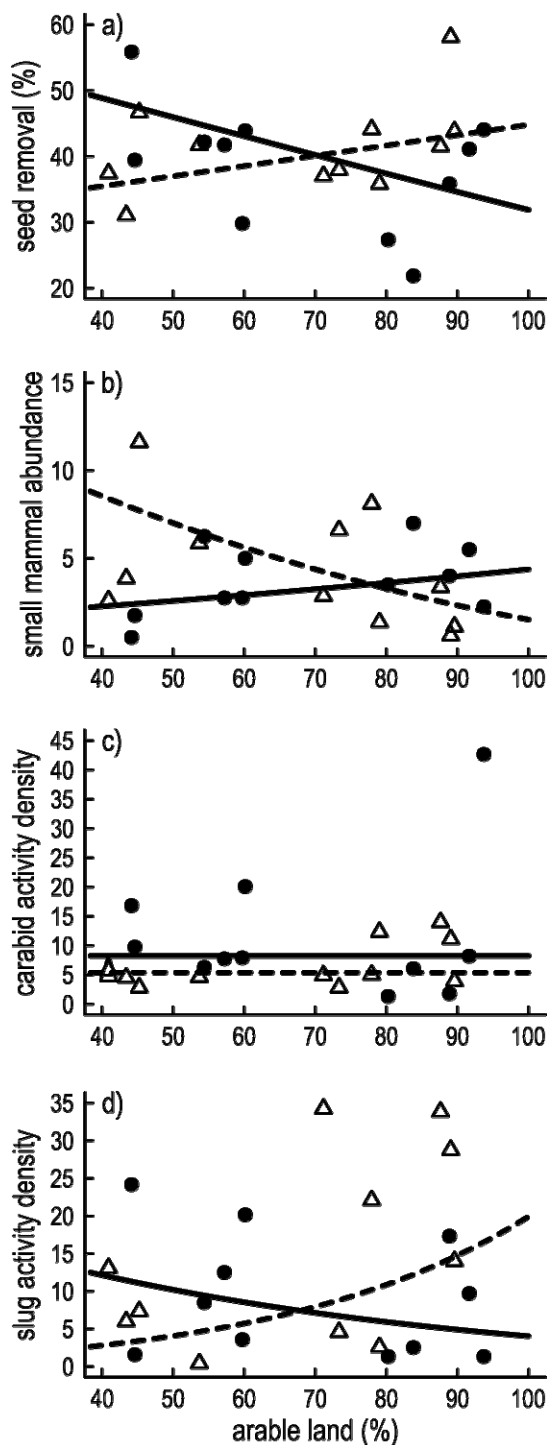 a)
seed removal (%)
60
50
40
30
20
40 50 60 70 80 90 100
b)
small mammal abundance
15
10
5
0
40 50 60 70 80 90 100
c)
carabid activity density
45
40
35
30
25
20
15
10
5
0
40 50 60 70 80 90 100
d)
slug activity density
35
30
25
20
15
10
5
0
40 50 60 70 80 90 100
arable land (%)